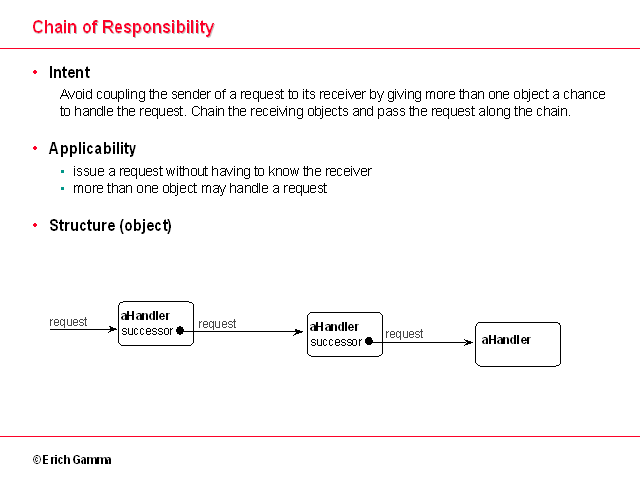 Chain of Responsibility
• Intent
Avoid coupling the sender of a request to its receiver by giving more than one object a chance
to handle the request. Chain the receiving objects and pass the request along the chain.
• Applicability
• issue a request without having to know the receiver
• more than one object may handle a request
• Structure (object)
request
aHandler
successor
request
aHandler
successor
request
aHandler
© Erich Gamma